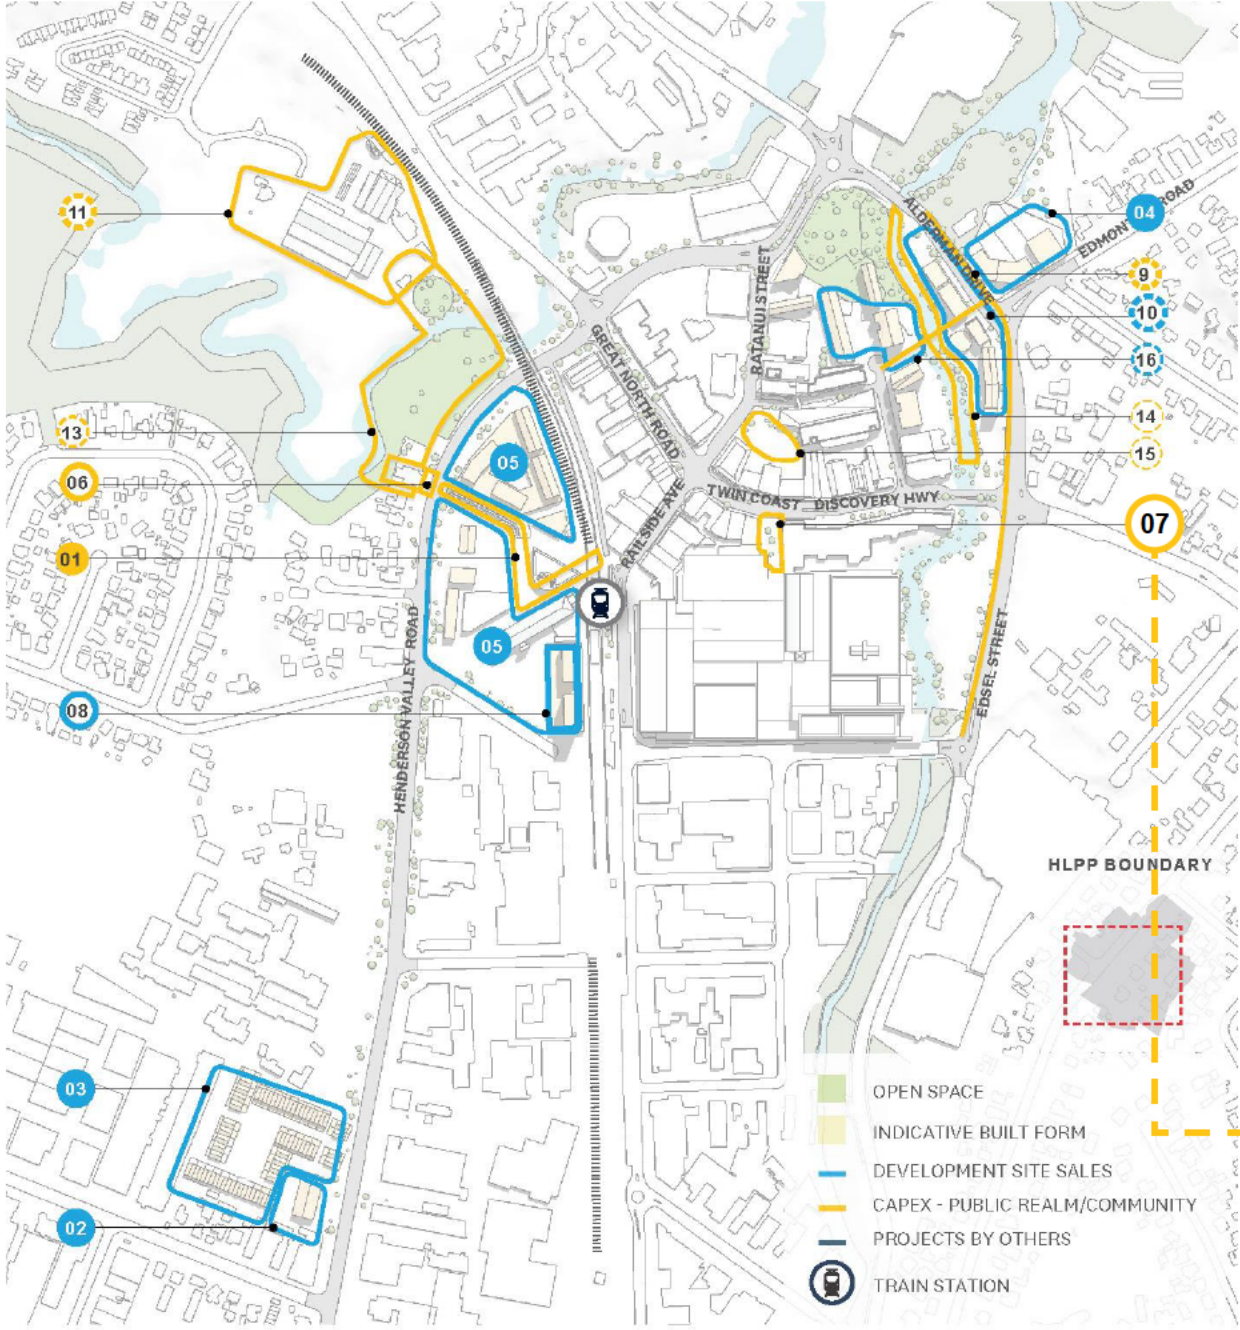 11
04
EDMON ROAD
ALDERMAN DRIVE
9
10
RATANUI STREET
16
GREAT NORTH ROAD
13
14
05
15
06
TWIN COAST DISCOVERY HWY
07
RAILSIDE AVE
01
05
HENDERSON VALLEY ROAD
EDSEL STREET
08
HLPP BOUNDARY
03
OPEN SPACE
INDICATIVE BUILT FORM
DEVELOPMENT SITE SALES
CAPEX - PUBLIC REALM/COMMUNITY
02
PROJECTS BY OTHERS
TRAIN STATION